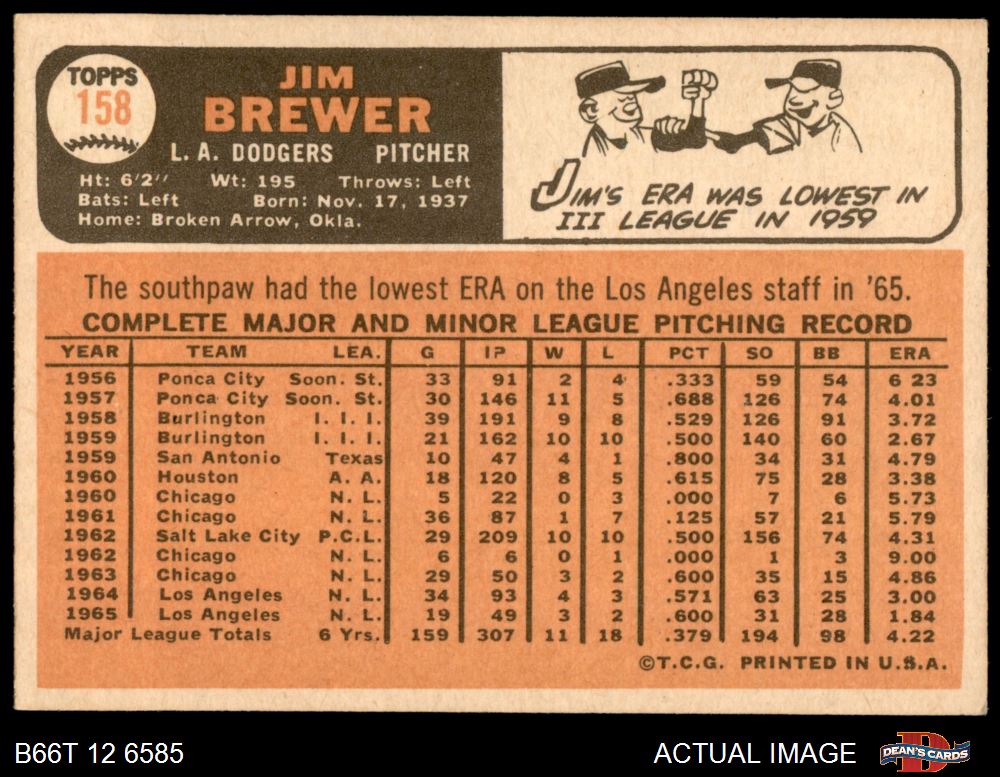 TOPPS
158
JIM
BREWER
L. A. DODGERS PITCHER
Ht: 6'2" Wt: 195 Throws: Left
Bats: Left Born: Nov. 17, 1937
Home: Broken Arrow, Okla.
JIM'S ERA WAS LOWEST IN
III LEAGUE IN 1959
The southpaw had the lowest ERA on the Los Angeles staff in '65.
COMPLETE MAJOR AND MINOR LEAGUE PITCHING RECORD
YEAR TEAM LEA. G IP W L PCT SO BB ERA
1956 Ponca City Soon. St. 33 91 2 4 .333 59 54 6 23
1957 Ponca City Soon. St. 30 146 11 5 .688 126 74 4.01
1958 Burlington I. I. I. 39 191 9 8 .529 126 91 3.72
1959 Burlington I. I. I. 21 162 10 10 .500 140 60 2.67
1959 San Antonio Texas 10 47 4 1 .800 34 31 4.79
1960 Houston A. A. 18 120 8 5 .615 75 28 3.38
1960 Chicago N. L. 5 22 0 3 .000 7 6 5.73
1961 Chicago N. L. 36 87 1 7 .125 57 21 5.79
1962 Salt Lake City P.C.L. 29 209 10 10 .500 156 74 4.31
1962 Chicago N. L. 6 6 0 1 .000 1 3 9.00
1963 Chicago N. L. 29 50 3 2 .600 35 15 4.86
1964 Los Angeles N. L. 34 93 4 3 .571 63 25 3.00
1965 Los Angeles N. L. 19 49 3 2 .600 31 28 1.84
Major League Totals 6 Yrs. 159 307 11 18 .379 194 98 4.22
©T.C.G. PRINTED IN U.S.A.
B66T 12 6585 ACTUAL IMAGE DEAN'S CARDS